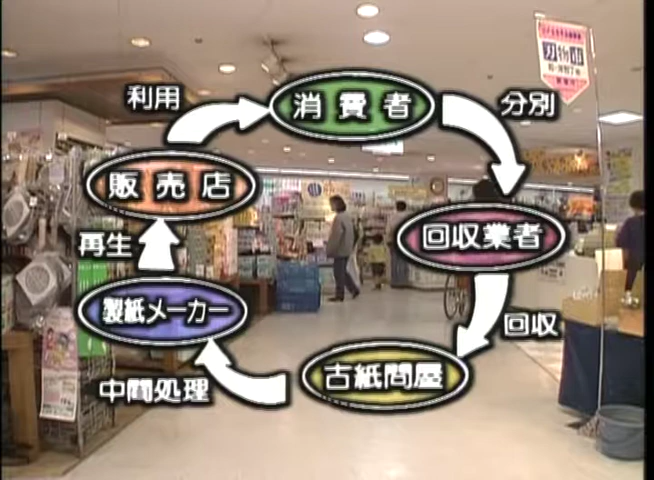 利用
消費者
分別
販売店
回収業者
再生
製紙メーカー
回収
古紙問屋
中間処理